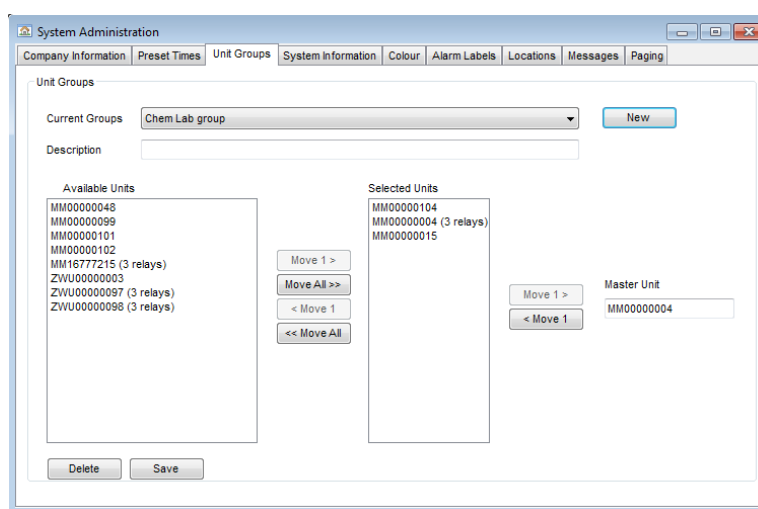 System Administration
Company Information Preset Times Unit Groups System Information Colour Alarm Labels Locations Messages Paging
Unit Groups
Current Groups Chem Lab group New
Description
Available Units
MM00000048
MM00000099
MM00000101
MM00000102
MM16777215 (3 relays)
ZWU00000003
ZWU00000097 (3 relays)
ZWU00000098 (3 relays)
Move 1 >
Move All >>
< Move 1
<< Move All
Selected Units
MM00000104
MM00000004 (3 relays)
MM00000015
Move 1 >
< Move 1
Master Unit
MM00000004
Delete Save